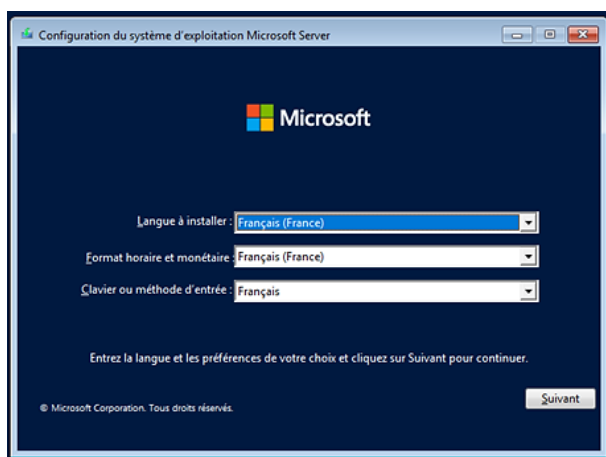 Configuration du système d'exploitation Microsoft Server
Microsoft
Langue à installer : Français (France)
Format horaire et monétaire : Français (France)
Clavier ou méthode d'entrée : Français
Entrez la langue et les préférences de votre choix et cliquez sur Suivant pour continuer.
© Microsoft Corporation. Tous droits réservés.
Suivant